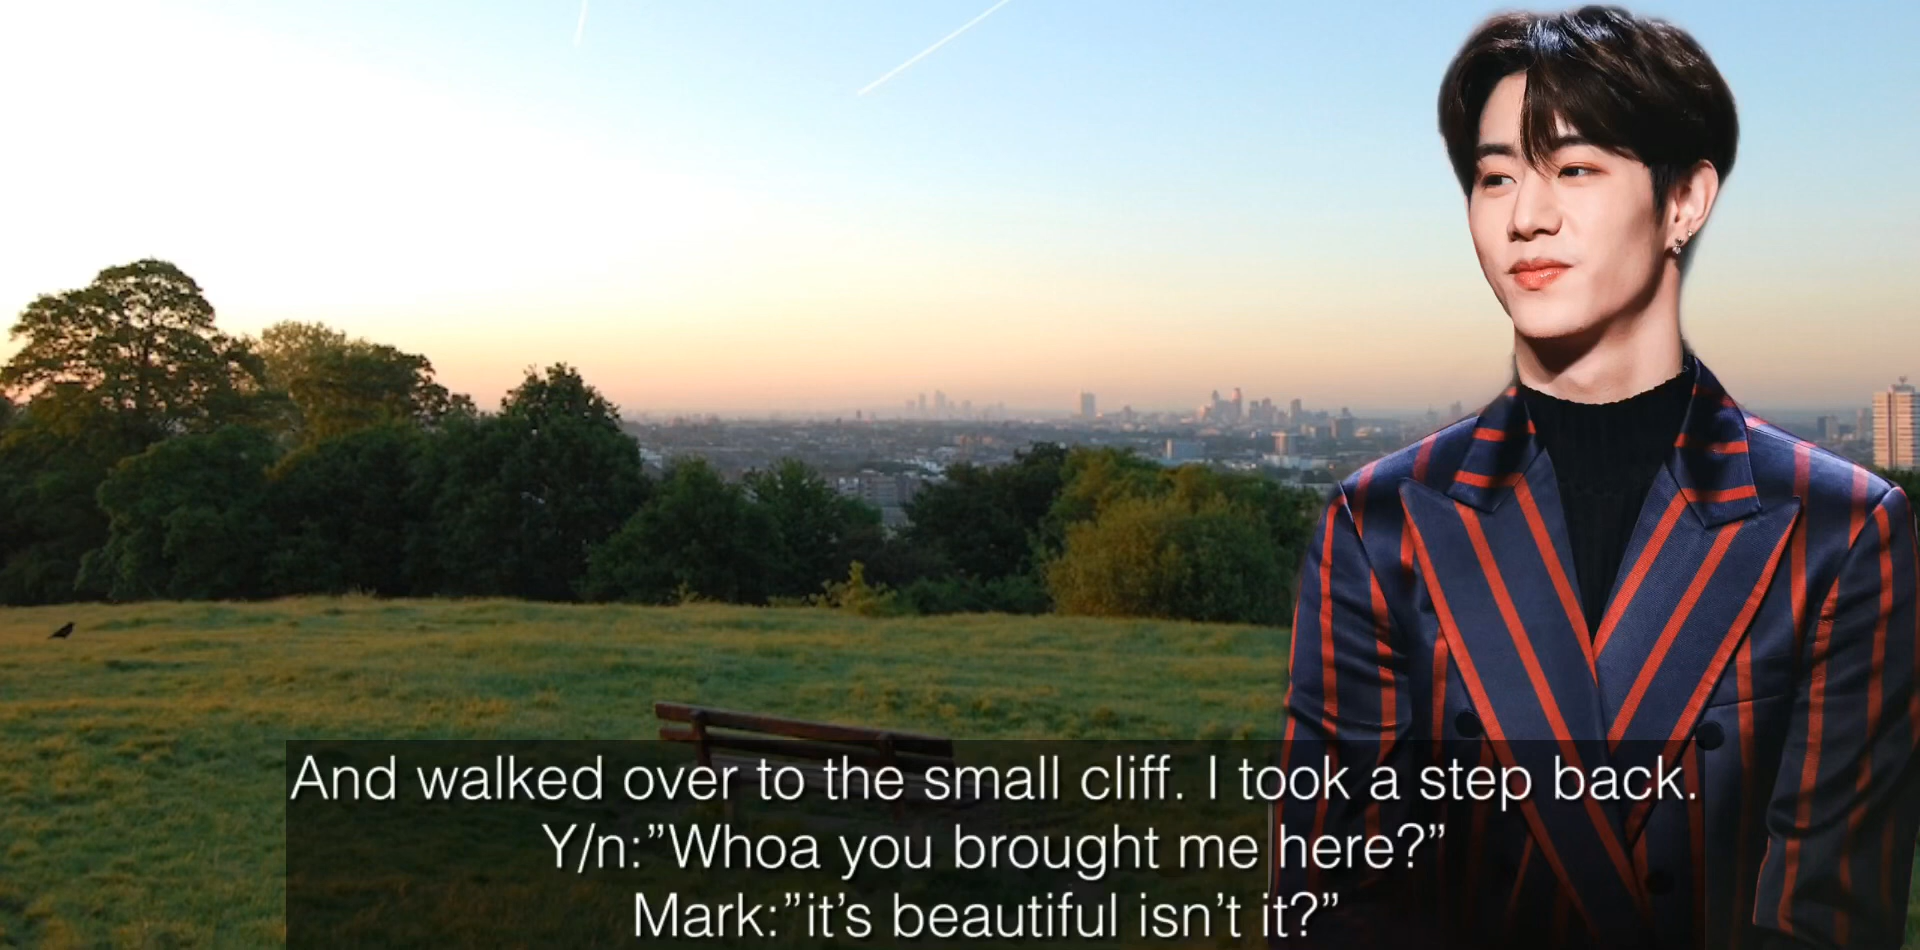 And walked over to the small cliff. I took a step back.
Y/n:”Whoa you brought me here?”
Mark:”it’s beautiful isn’t it?”